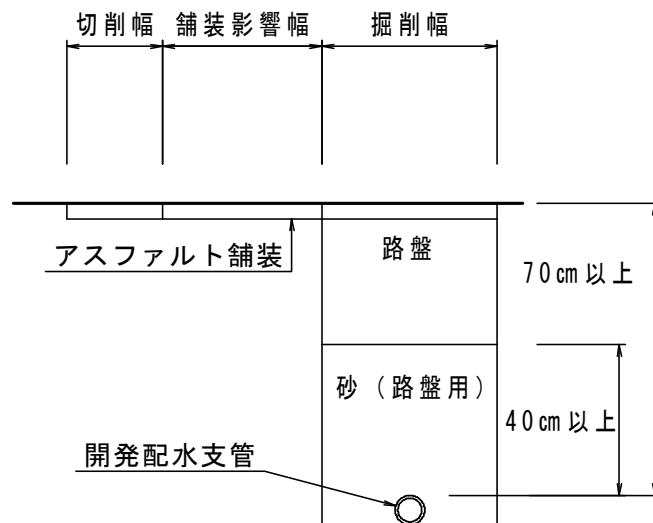 切削幅 舗装影響幅 掘削幅
アスファルト舗装
路盤
70㎝以上
砂（路盤用）
40㎝以上
開発配水支管